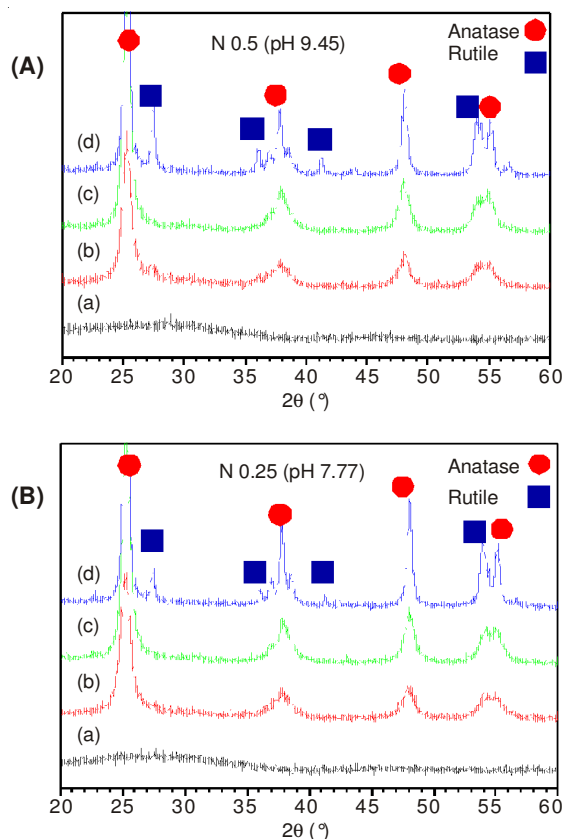 (A)
N 0.5 (pH 9.45)
Anatase
Rutile
(d)
(c)
(b)
(a)
20 25 30 35 40 45 50 55 60
2θ (°)
(B)
N 0.25 (pH 7.77)
Anatase
Rutile
(d)
(c)
(b)
(a)
20 25 30 35 40 45 50 55 60
2θ (°)